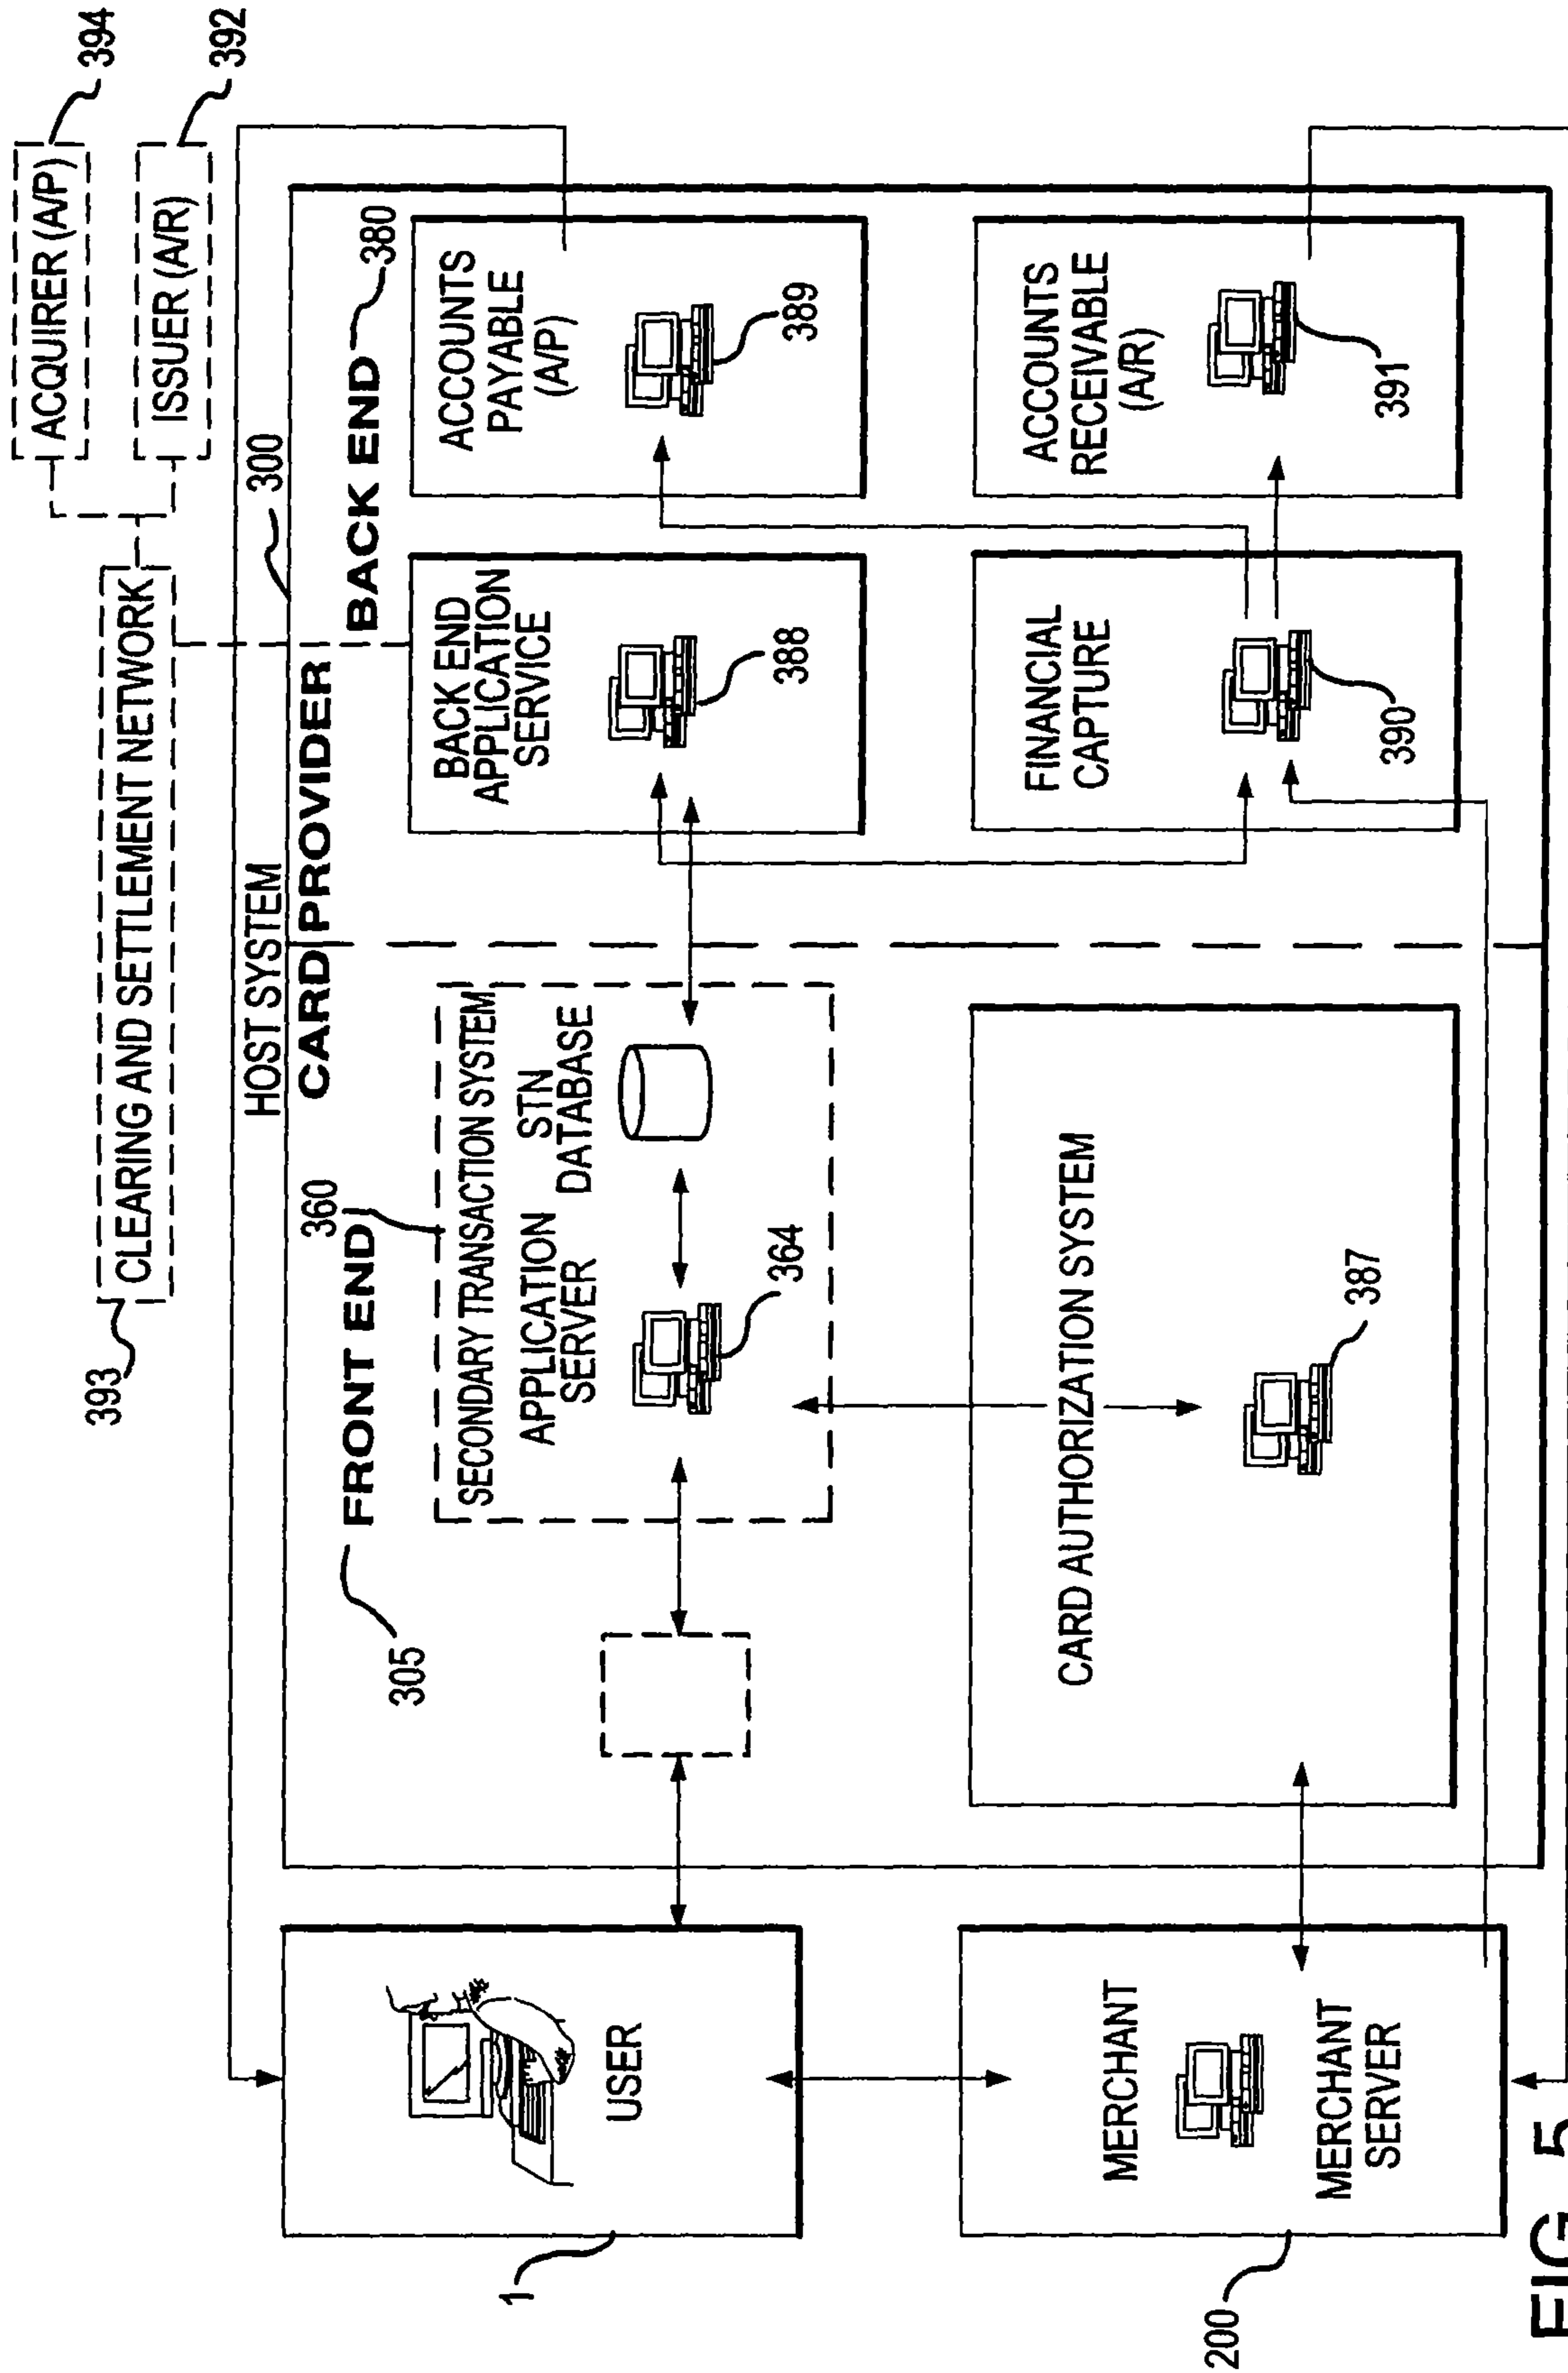 393
CLEARING AND SETTLEMENT NETWORK
ACQUIRER (A/P)
394
ISSUER (A/R)
392
HOST SYSTEM
300
CARD PROVIDER
305
FRONT END
360
BACK END
380
SECONDARY TRANSACTION SYSTEM
APPLICATION
SERVER
STN
DATABASE
364
BACK END
APPLICATION
SERVICE
388
ACCOUNTS
PAYABLE
(A/P)
389
USER
1
CARD AUTHORIZATION SYSTEM
387
FINANCIAL
CAPTURE
390
ACCOUNTS
RECEIVABLE
(A/R)
391
MERCHANT
MERCHANT
SERVER
200
FIG. 5